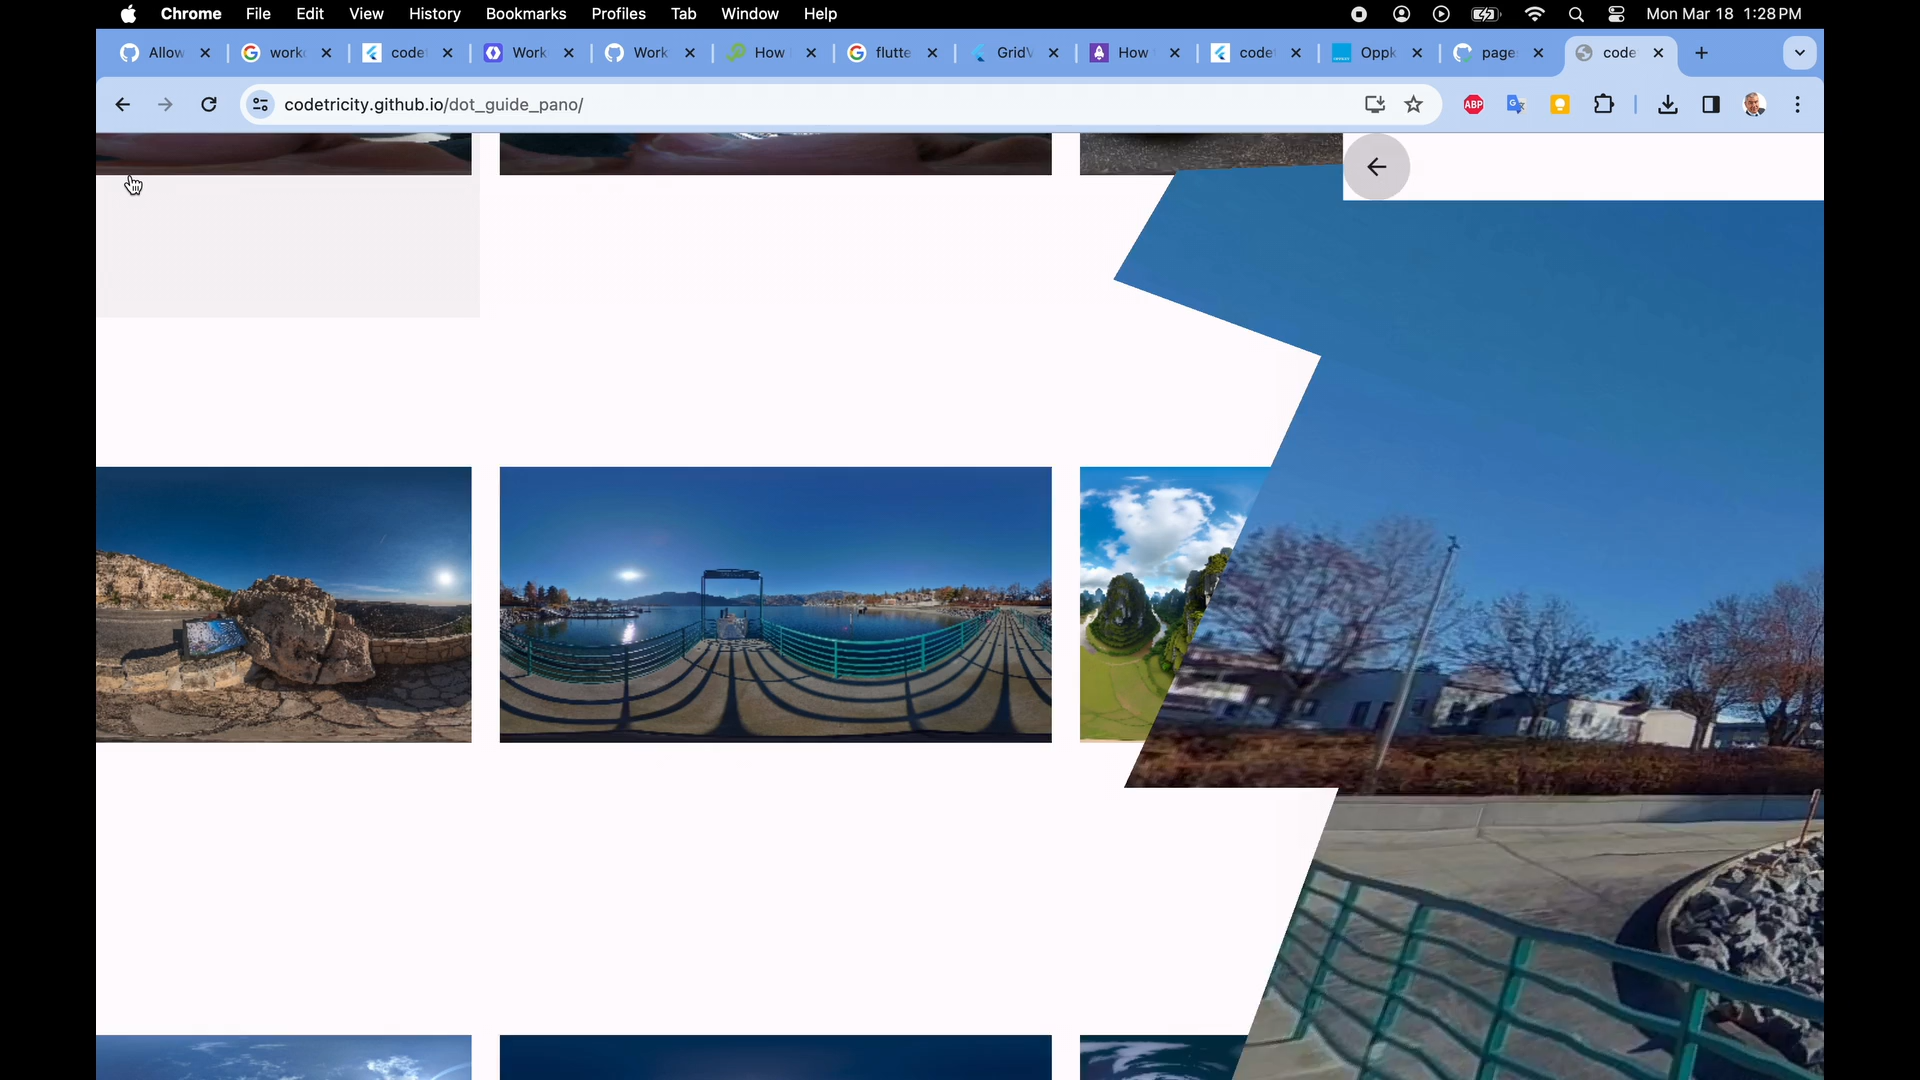 Chrome File Edit View History Bookmarks Profiles Tab Window Help Mon Mar 18 1:28 PM
Allow work code Work Work How flutte GridV How code Oppk page code
codetricity.github.io/dot_guide_pano/ ABP